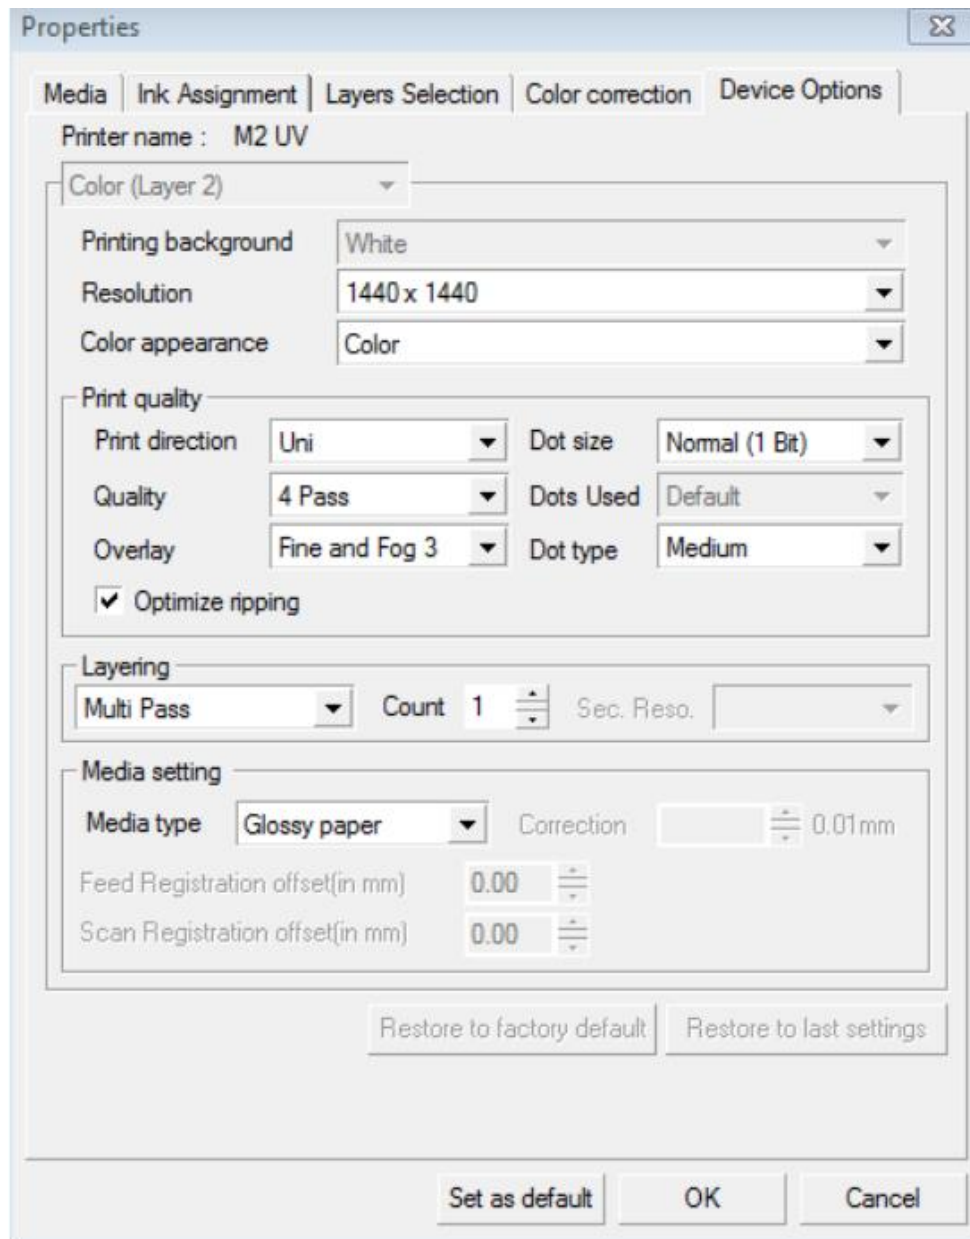 Properties
Media Ink Assignment Layers Selection Color correction Device Options
Printer name : M2 UV
Color (Layer 2)
Printing background White
Resolution 1440 x 1440
Color appearance Color
Print quality
Print direction Uni Dot size Normal (1 Bit)
Quality 4 Pass Dots Used Default
Overlay Fine and Fog 3 Dot type Medium
Optimize ripping
Layering
Multi Pass Count 1 Sec. Reso.
Media setting
Media type Glossy paper Correction 0.01mm
Feed Registration offset(in mm) 0.00
Scan Registration offset(in mm) 0.00
Restore to factory default Restore to last settings
Set as default OK Cancel